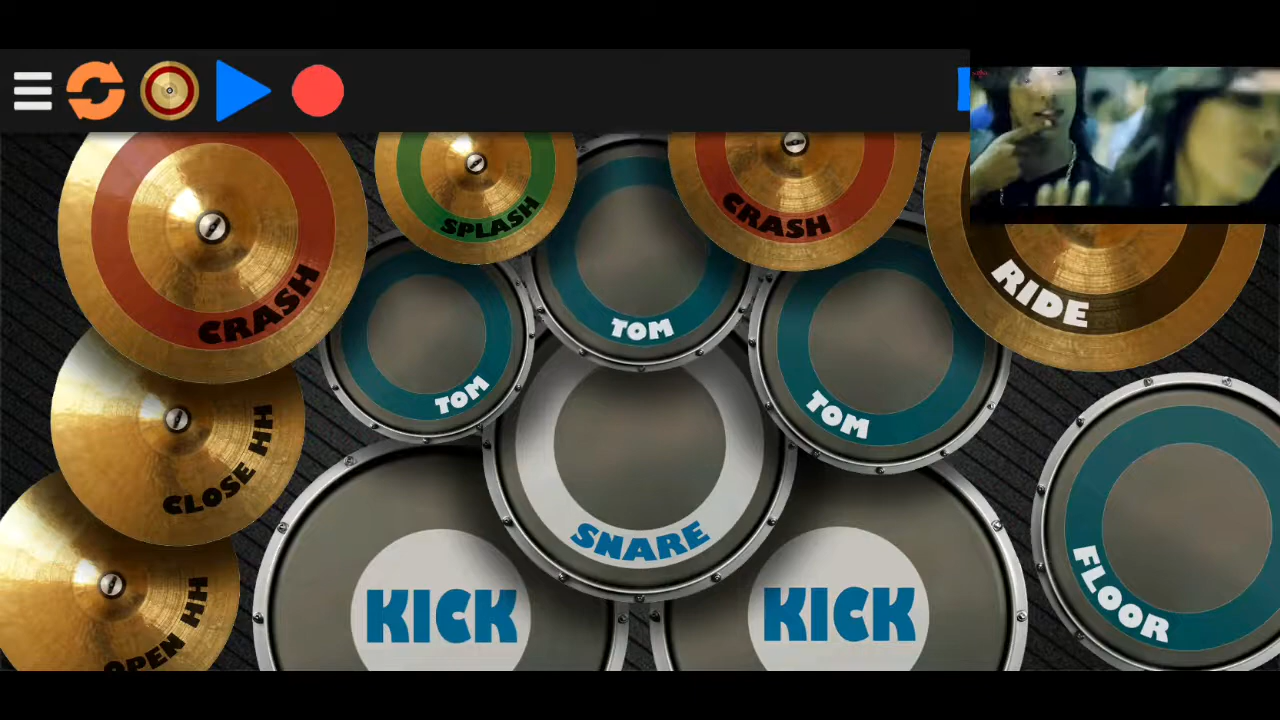 CRASH
SPLASH
CRASH
RIDE
TOM
TOM
TOM
CLOSE HH
SNARE
OPEN HH
KICK
KICK
FLOOR